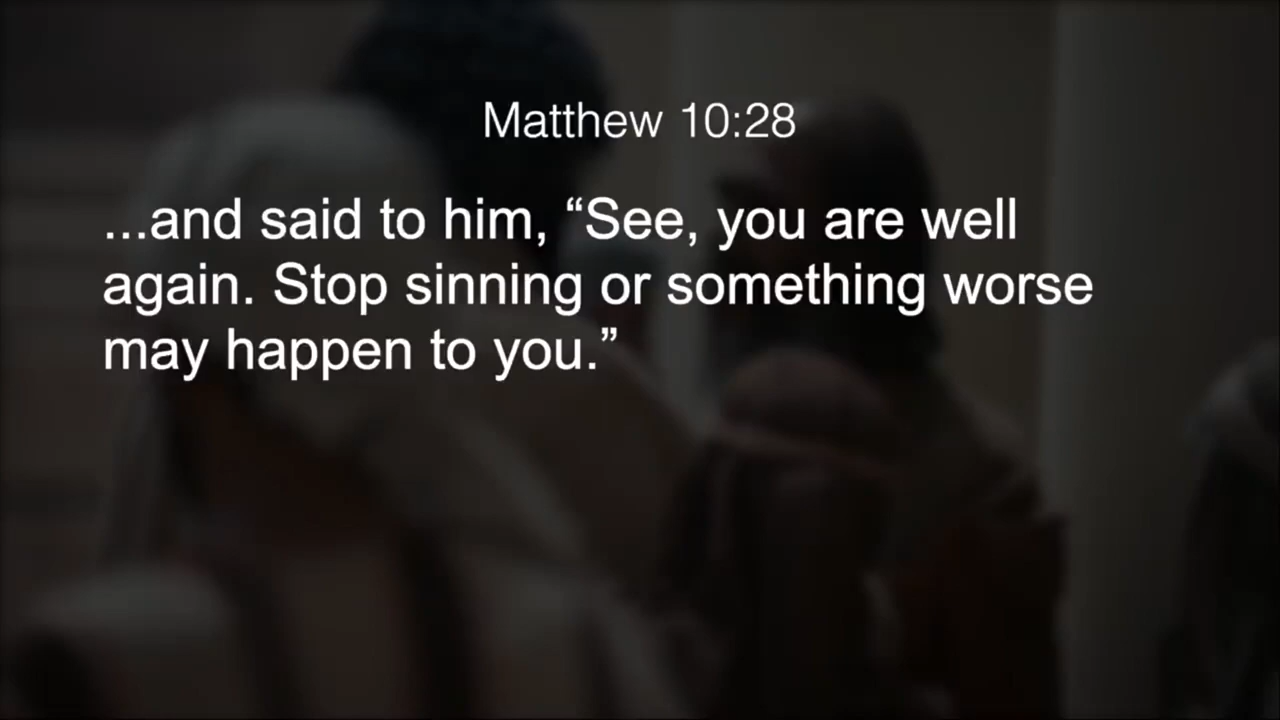 Matthew 10:28
...and said to him, “See, you are well
again. Stop sinning or something worse
may happen to you.”